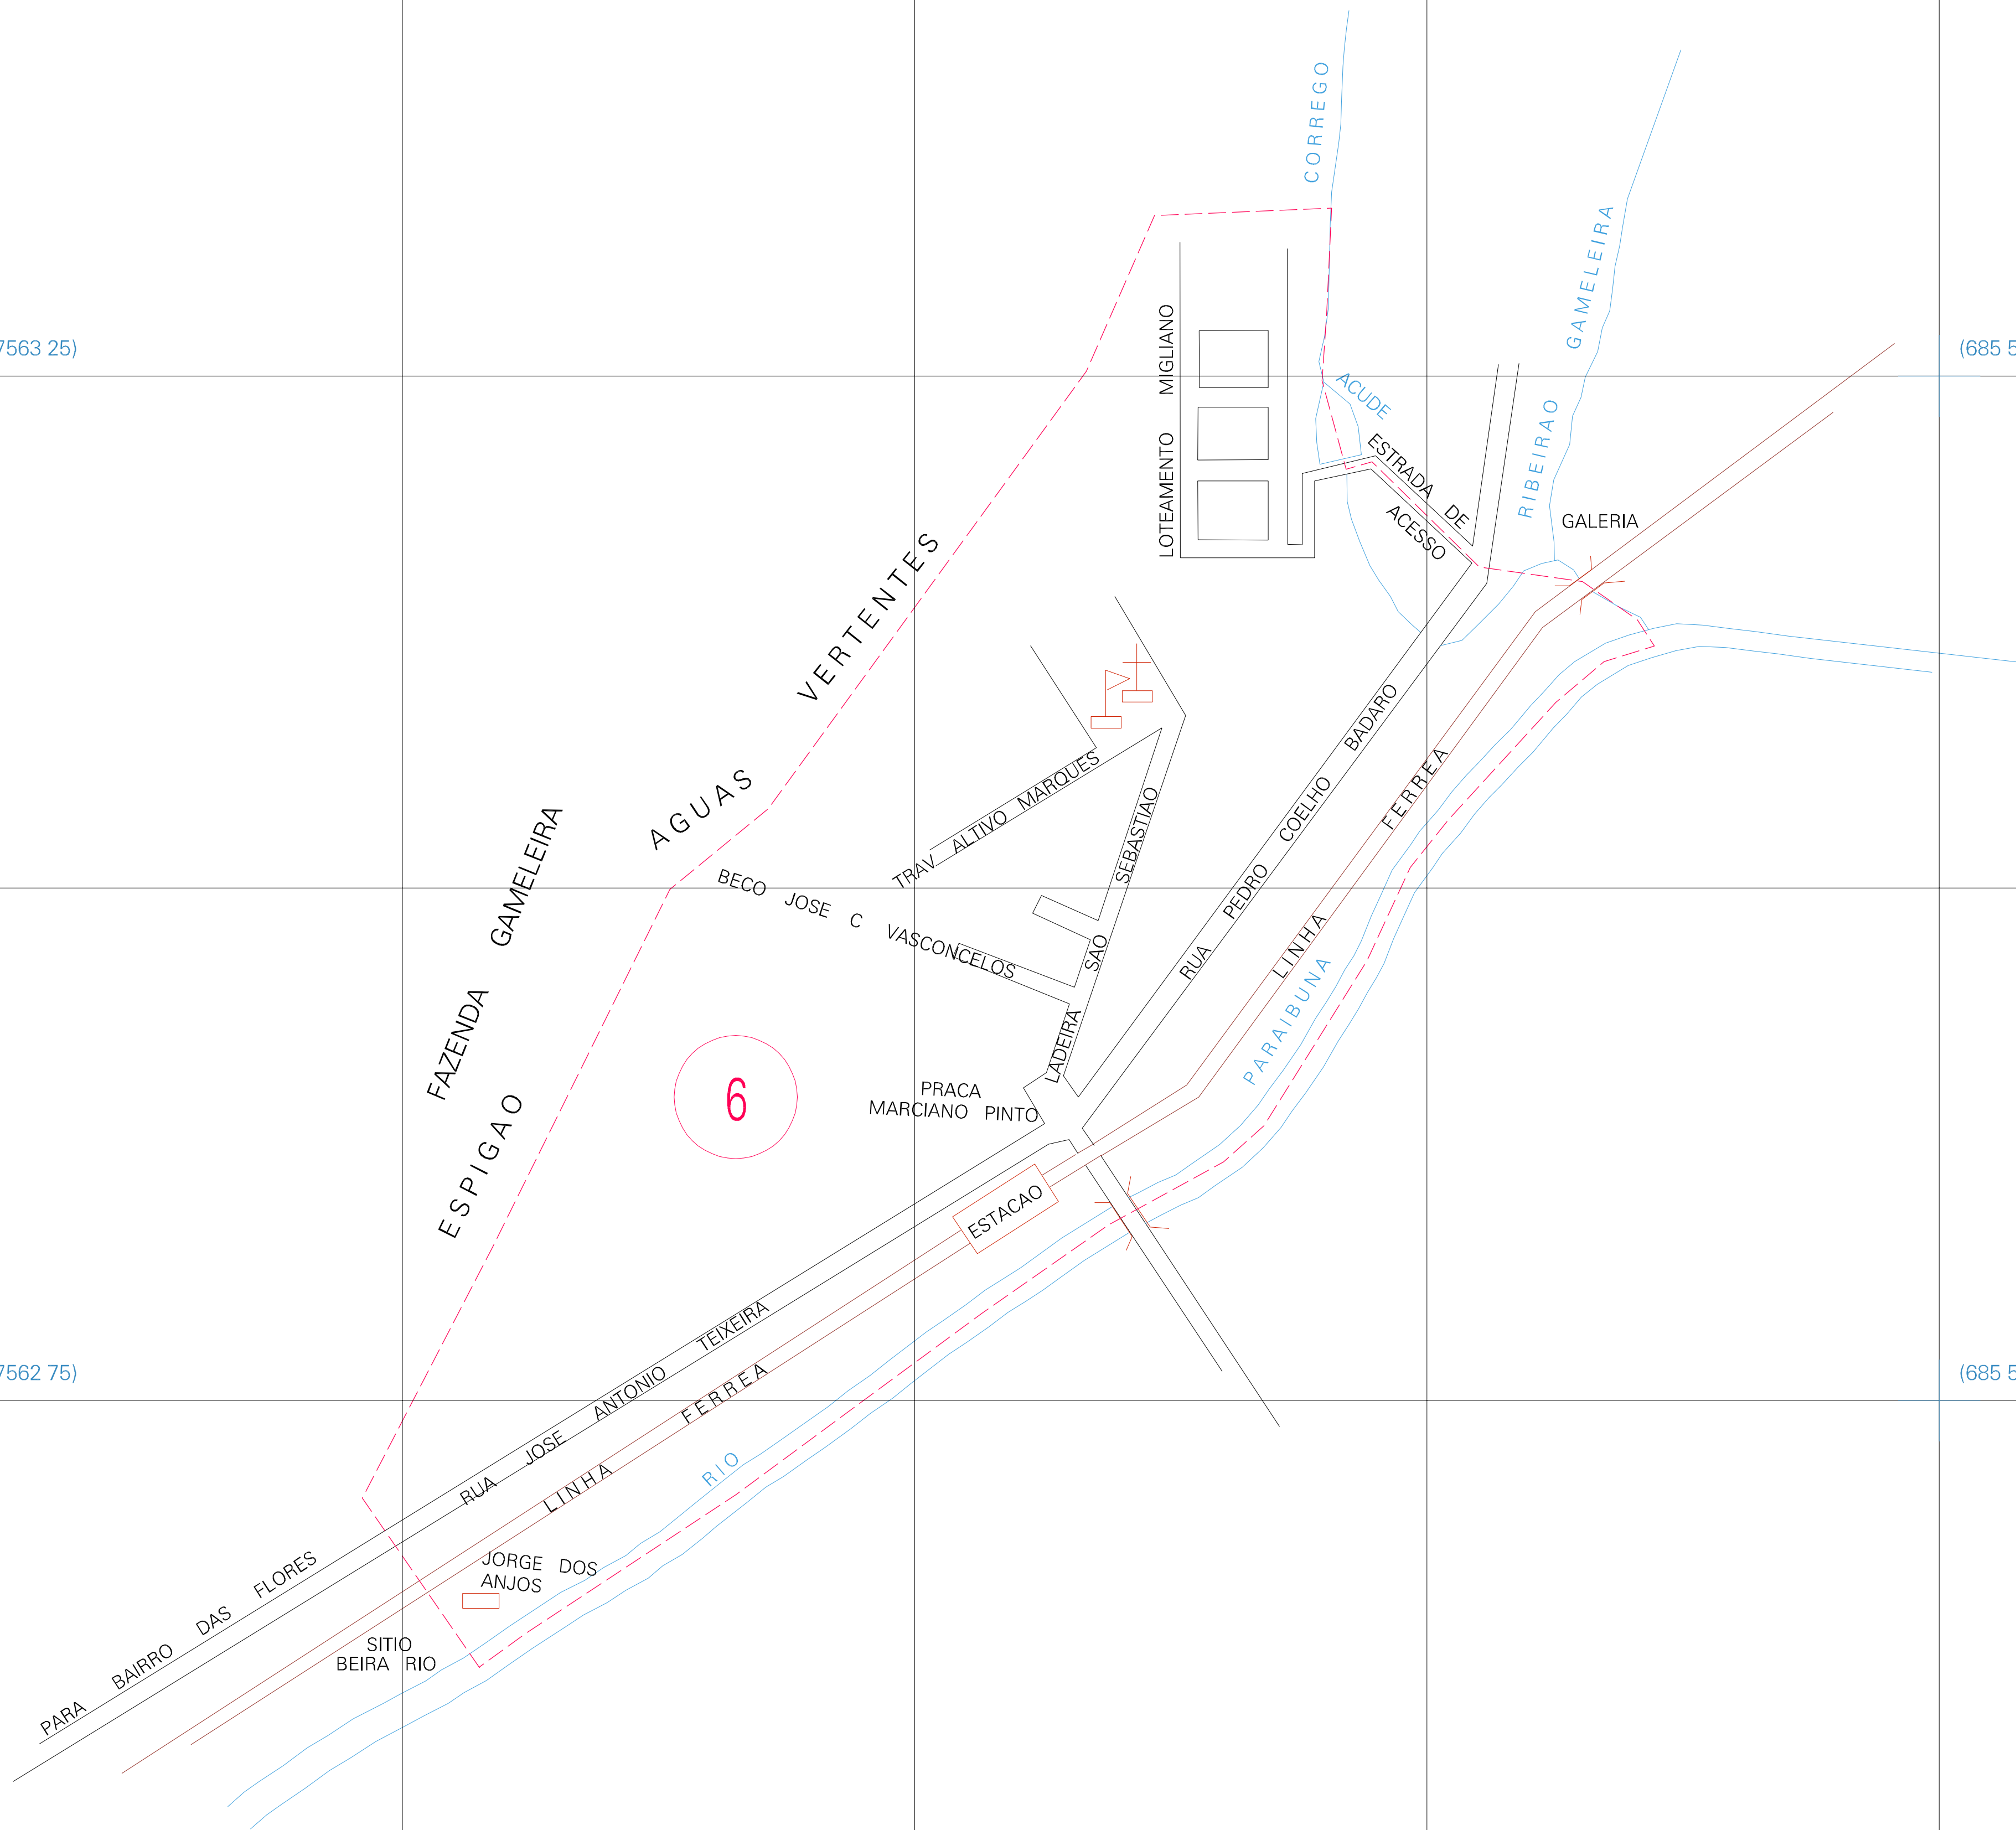 CORREGO
RIBEIRAO GAMELEIRA
7563 25)
(685 5
LOTEAMENTO MIGLIANO
ACUDE
ESTRADA DE
ACESSO
GALERIA
AGUAS VERTENTES
FAZENDA GAMELEIRA
ESPIGAO
TRAV ALTIVO MARQUES
BECO JOSE C VASCONCELOS
LADEIRA SAO SEBASTIAO
RUA PEDRO COELHO BADARO
LINHA FERREA
PARAIBUNA
6
PRACA
MARCIANO PINTO
ESTACAO
7562 75)
(685 5
RUA JOSE ANTONIO TEIXEIRA
LINHA FERREA
RIO
PARA BAIRRO DAS FLORES
JORGE DOS
ANJOS
SITIO
BEIRA RIO